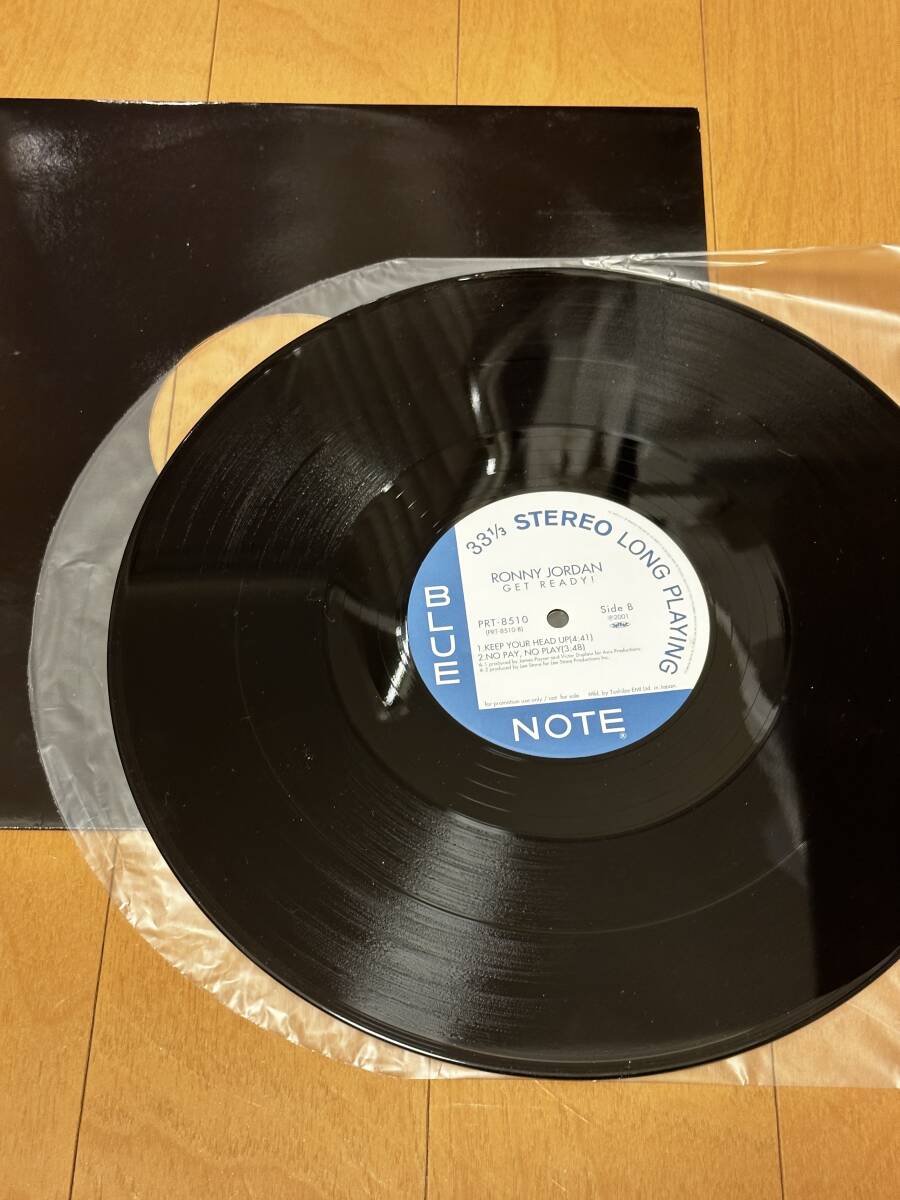 33 1/3 STEREO LONG PLAYING
RONNY JORDAN
GET READY!
PRT-8510
(PRT-8510-B)
Side B
℗2001
1.KEEP YOUR HEAD UP(4:41)
2.NO PAY, NO PLAY(3:48)
for promotion use only / not for sale Mfd. by Toshiba-EMI Ltd. in Japan.
BLUE
NOTE®